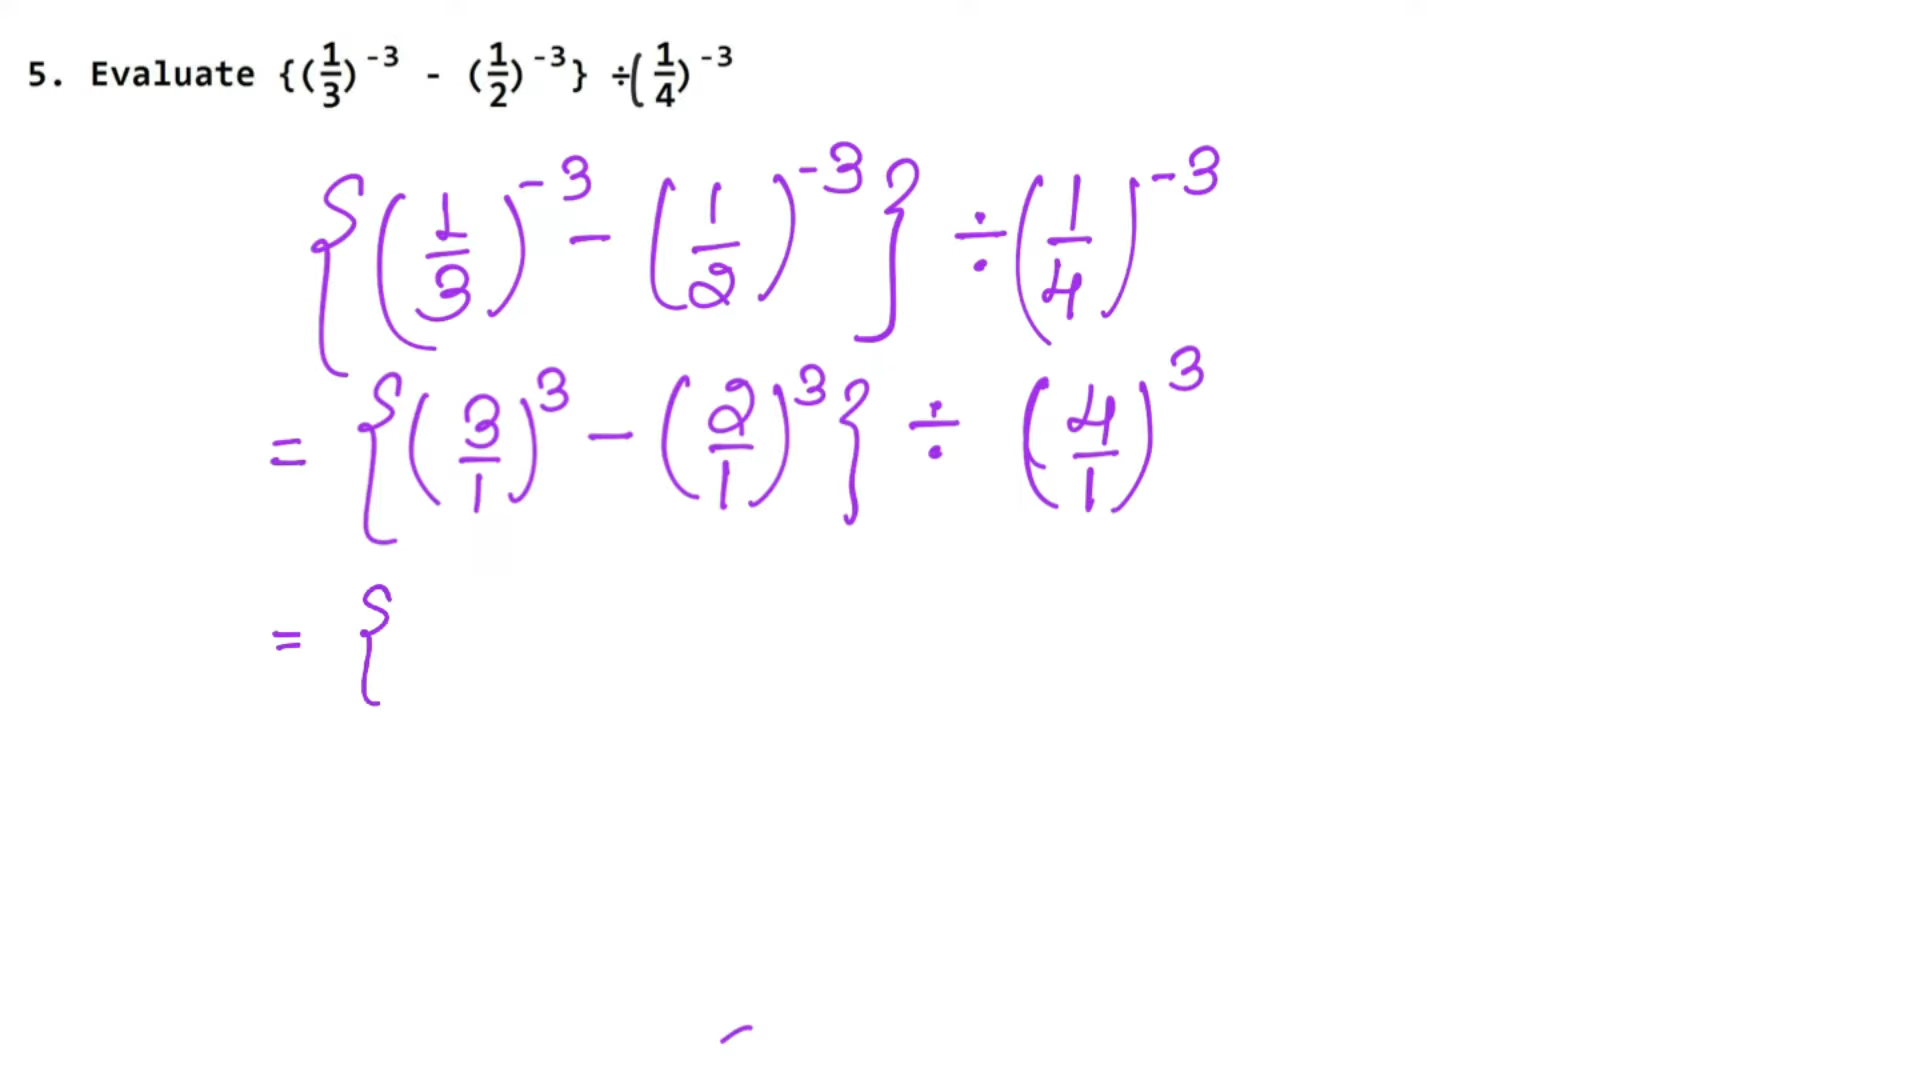 5. Evaluate {(1/3)^-3 - (1/2)^-3} ÷(1/4)^-3
{(1/3)^-3 - (1/2)^-3} ÷ (1/4)^-3
= {(3/1)^3 - (2/1)^3} ÷ (4/1)^3
= {